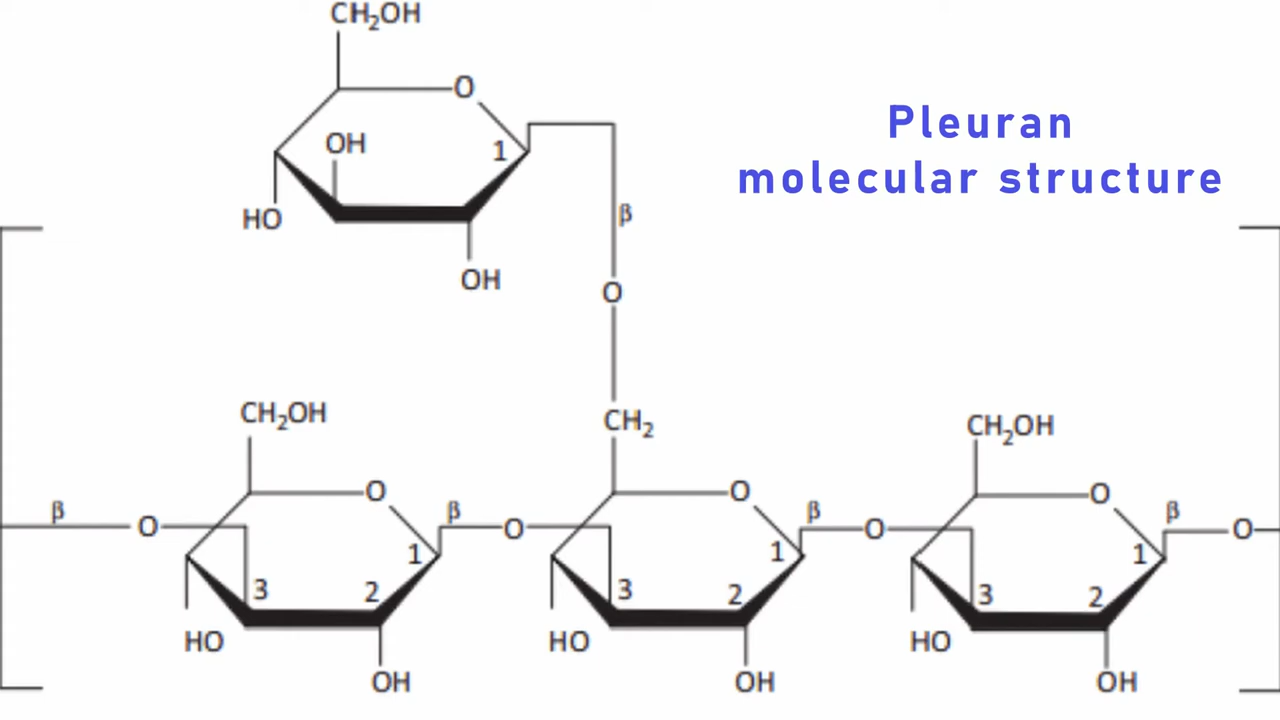 CH₂OH
O
Pleuran
molecular structure
OH
1
HO
β
OH
O
CH₂OH
CH₂
CH₂OH
O
O
O
β
O
β
O
β
O
β
O
1
1
1
3
2
3
2
3
2
HO
HO
HO
OH
OH
OH